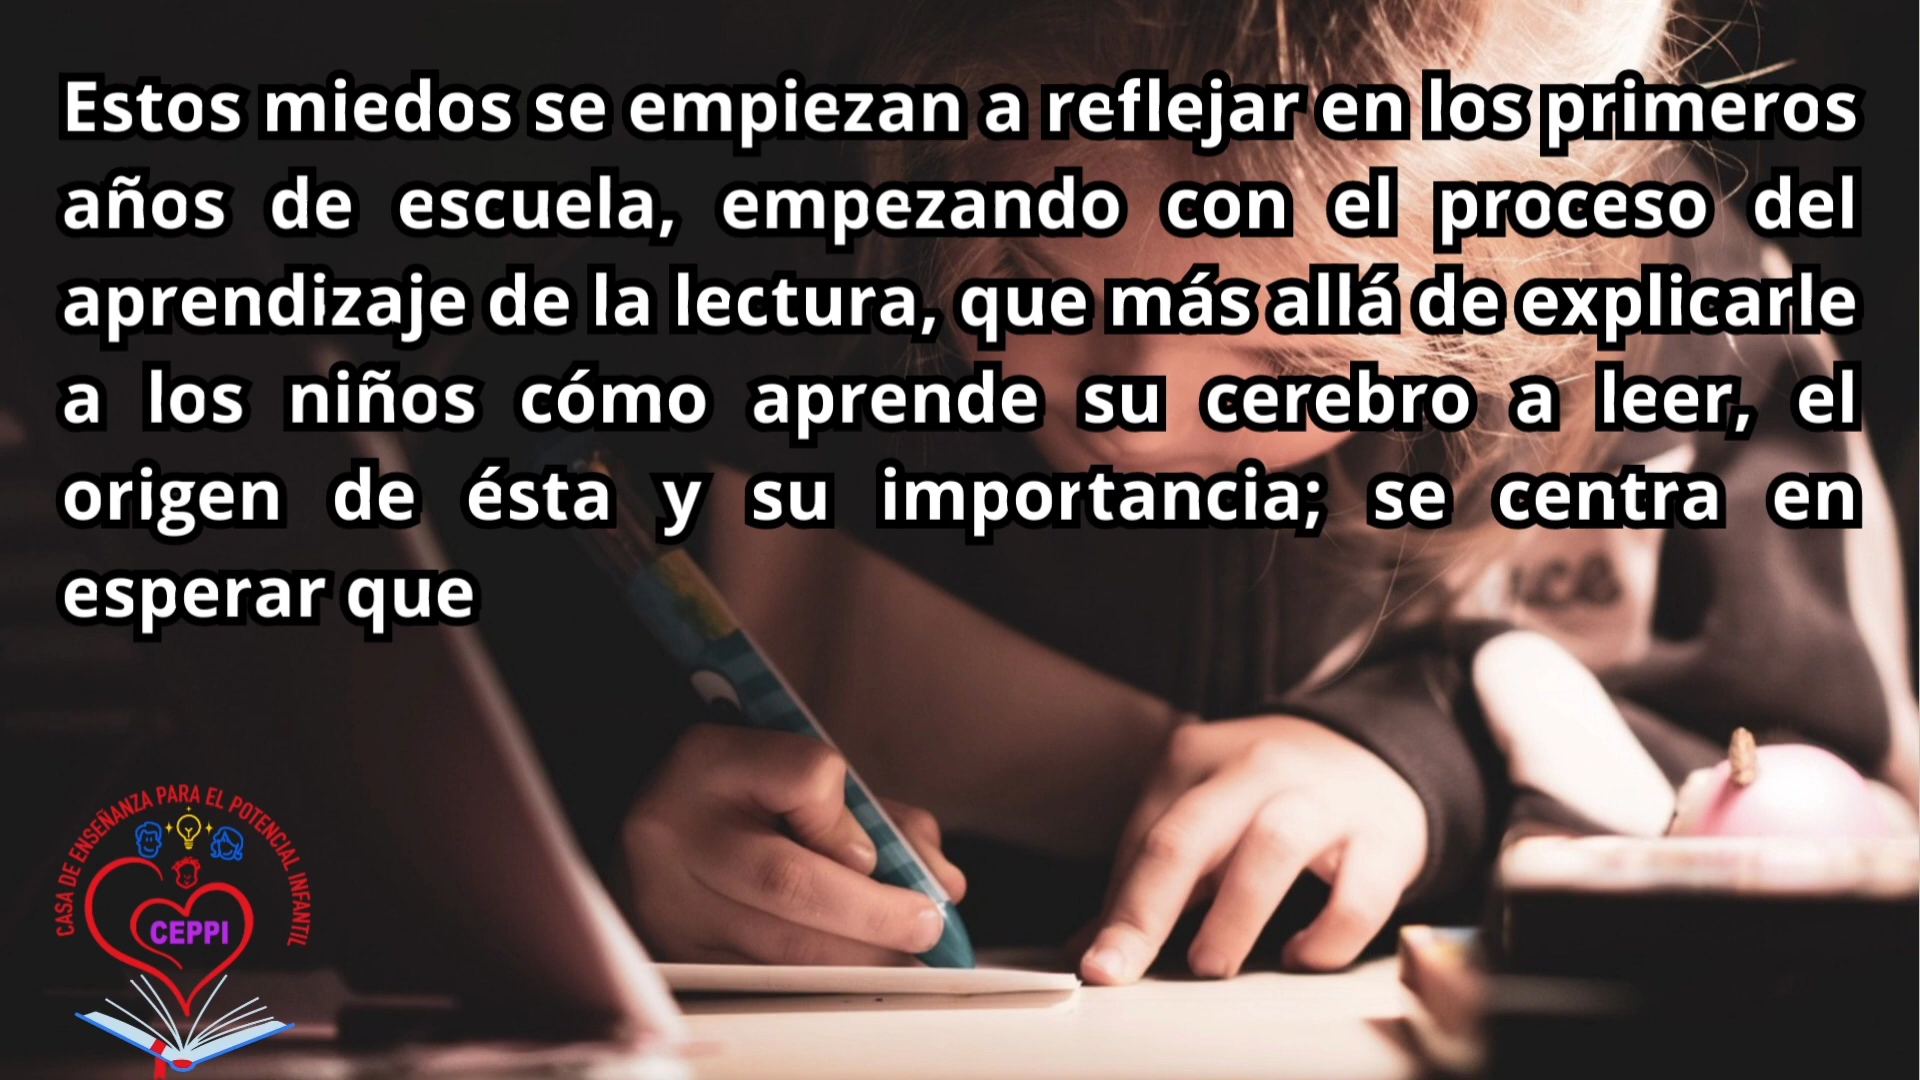 Estos miedos se empiezan a reflejar en los primeros
años de escuela, empezando con el proceso del
aprendizaje de la lectura, que más allá de explicarle
a los niños cómo aprende su cerebro a leer, el
origen de ésta y su importancia; se centra en
esperar que
CASA DE ENSEÑANZA PARA EL POTENCIAL INFANTIL
CEPPI